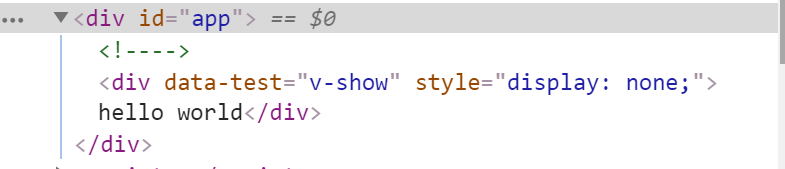 <div id="app"> == $0
<!---->
<div data-test="v-show" style="display: none;">
hello world</div>
</div>